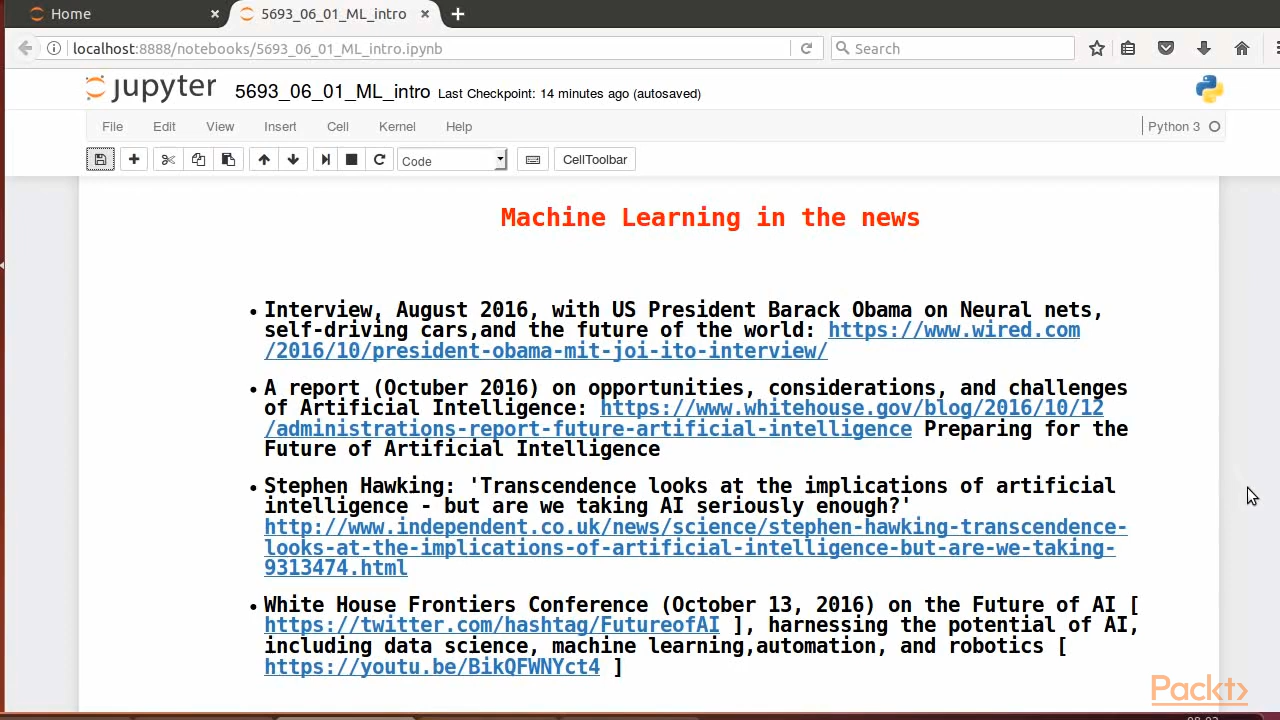 Home
5693_06_01_ML_intro
localhost:8888/notebooks/5693_06_01_ML_intro.ipynb
Search
jupyter 5693_06_01_ML_intro Last Checkpoint: 14 minutes ago (autosaved)
File Edit View Insert Cell Kernel Help Python 3
Code CellToolbar
Machine Learning in the news
• Interview, August 2016, with US President Barack Obama on Neural nets,
self-driving cars,and the future of the world: https://www.wired.com
/2016/10/president-obama-mit-joi-ito-interview/
• A report (Octuber 2016) on opportunities, considerations, and challenges
of Artificial Intelligence: https://www.whitehouse.gov/blog/2016/10/12
/administrations-report-future-artificial-intelligence Preparing for the
Future of Artificial Intelligence
• Stephen Hawking: 'Transcendence looks at the implications of artificial
intelligence - but are we taking AI seriously enough?'
http://www.independent.co.uk/news/science/stephen-hawking-transcendence-
looks-at-the-implications-of-artificial-intelligence-but-are-we-taking-
9313474.html
• White House Frontiers Conference (October 13, 2016) on the Future of AI [
https://twitter.com/hashtag/FutureofAI ], harnessing the potential of AI,
including data science, machine learning,automation, and robotics [
https://youtu.be/BikQFWNYct4 ]
Packt>